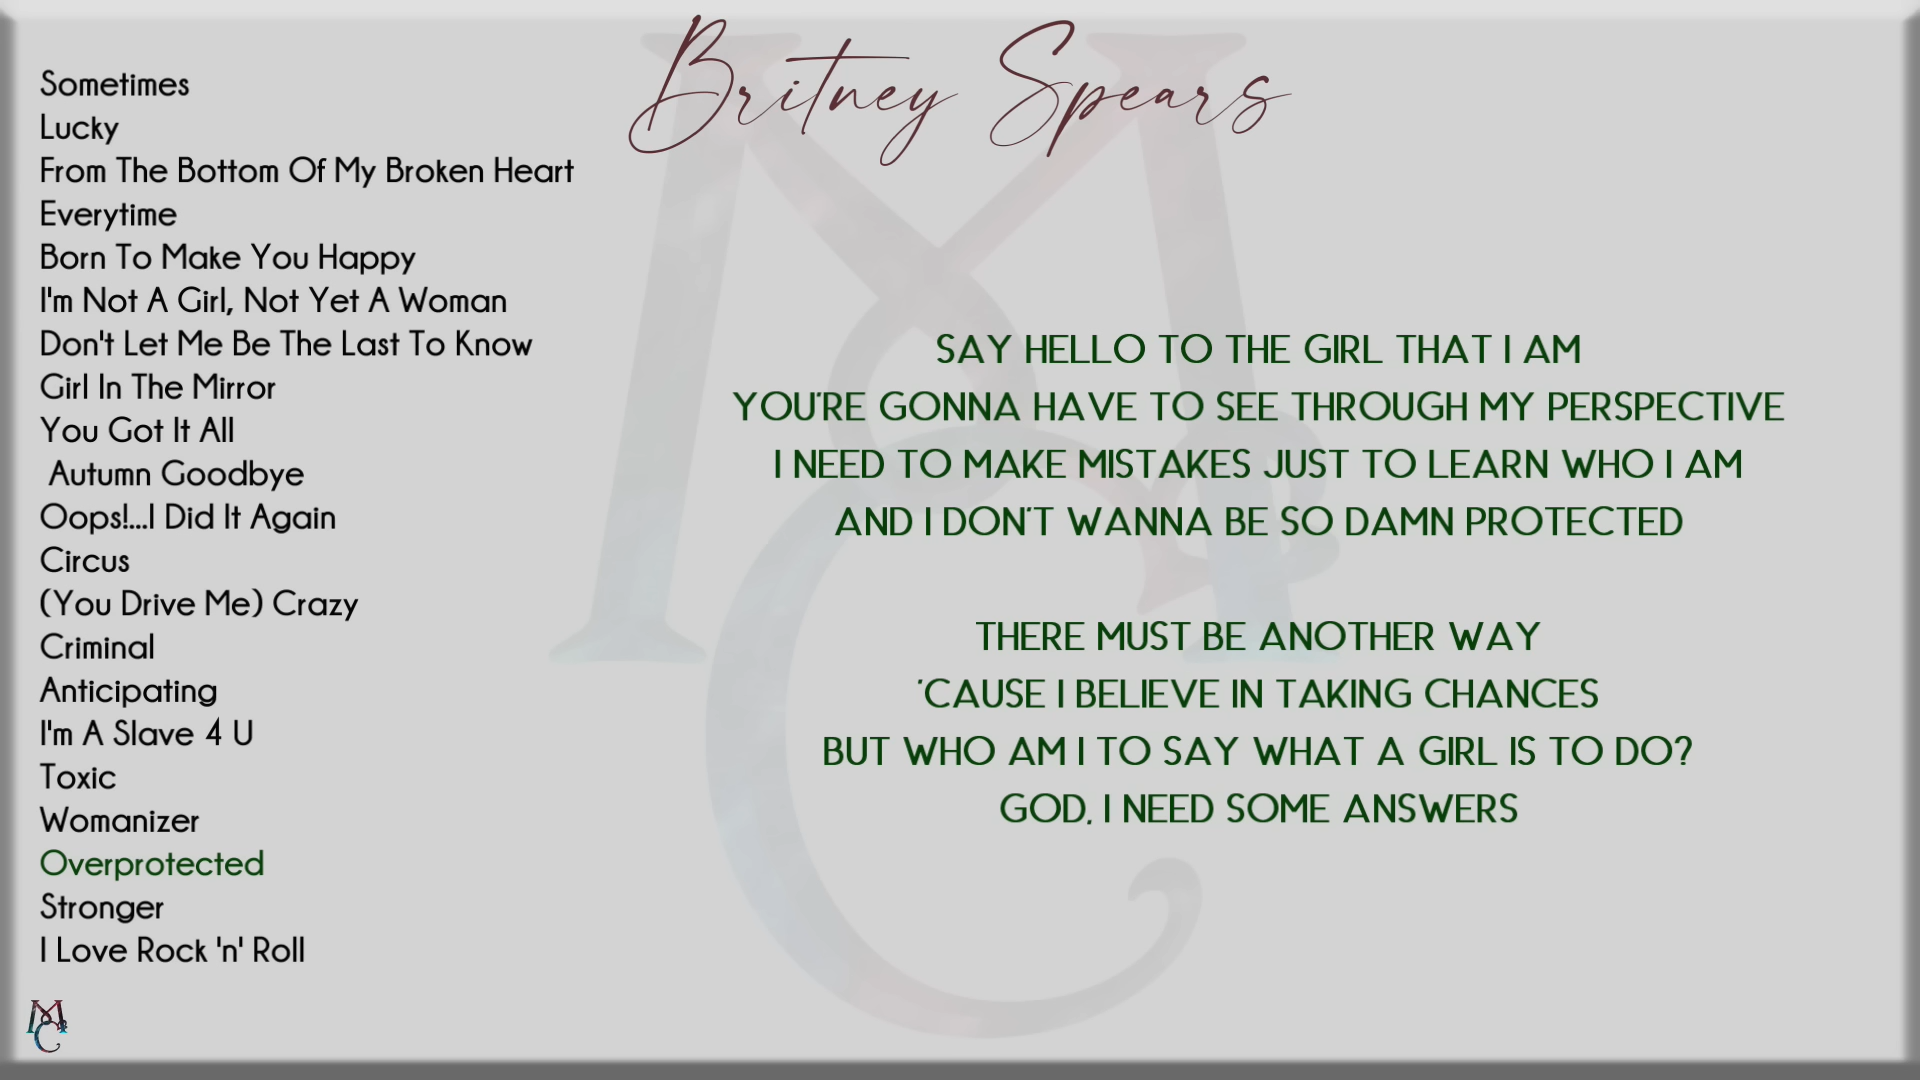 Britney Spears
Sometimes
Lucky
From The Bottom Of My Broken Heart
Everytime
Born To Make You Happy
I'm Not A Girl, Not Yet A Woman
Don't Let Me Be The Last To Know
Girl In The Mirror
You Got It All
Autumn Goodbye
Oops!...I Did It Again
Circus
(You Drive Me) Crazy
Criminal
Anticipating
I'm A Slave 4 U
Toxic
Womanizer
Overprotected
Stronger
I Love Rock 'n' Roll
SAY HELLO TO THE GIRL THAT I AM
YOU'RE GONNA HAVE TO SEE THROUGH MY PERSPECTIVE
I NEED TO MAKE MISTAKES JUST TO LEARN WHO I AM
AND I DON'T WANNA BE SO DAMN PROTECTED
THERE MUST BE ANOTHER WAY
'CAUSE I BELIEVE IN TAKING CHANCES
BUT WHO AM I TO SAY WHAT A GIRL IS TO DO?
GOD, I NEED SOME ANSWERS
MC